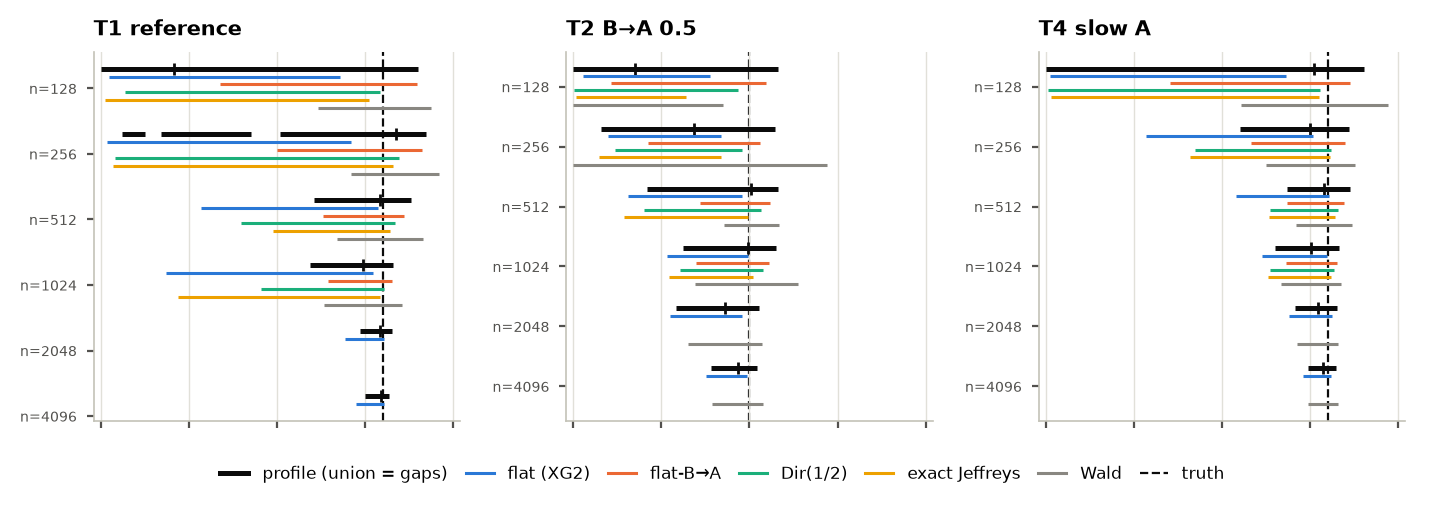 T1 reference
n=128
n=256
n=512
n=1024
n=2048
n=4096
T2 B→A 0.5
n=128
n=256
n=512
n=1024
n=2048
n=4096
T4 slow A
n=128
n=256
n=512
n=1024
n=2048
n=4096
profile (union = gaps) flat (XG2) flat-B→A Dir(1/2) exact Jeffreys Wald truth